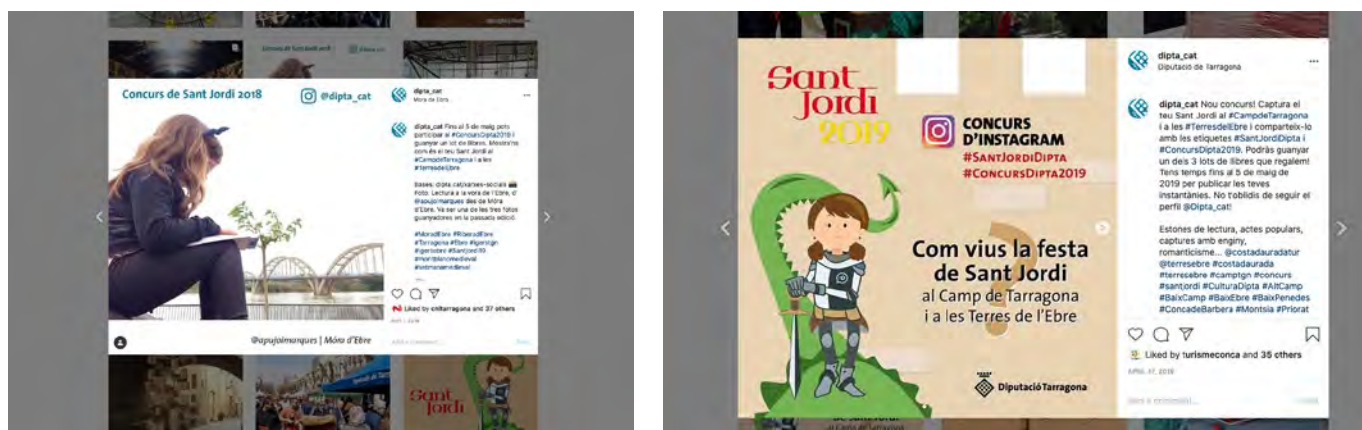 Concurs de Sant Jordi 2018
@dipta_cat
dipta_cat
Móra de Ebre
dipta_cat Fins al 5 de maig pots
participar al #ConcursDipta2019 i
guanyar un lot de llibres. Mostra'ns
com és el teu Sant Jordi al
#CampdeTarragona i a les
#TerresdelEbre
Bases: dipta.cat/xarxes-socials
Foto: Lectura a la vora de l'Ebre, d'
@apujolmarques des de Móra
d'Ebre. Va ser una de les tres fotos
guanyadores en la passada edició.
#MoradEbre #RiberadEbre
#Tarragona #Ebre #igerstgn
#igersebre #Santjordi19
#montblancmedieval
#setmanamedieval
Liked by cnltarragona and 37 others
@apujolmarques | Móra d'Ebre
Sant
Jordi
Sant
Jordi
2019
CONCURS
D'INSTAGRAM
#SANTJORDIDIPTA
#CONCURSDIPTA2019
Com vius la festa
de Sant Jordi
al Camp de Tarragona
i a les Terres de l'Ebre
?
Diputació Tarragona
dipta_cat
Diputació de Tarragona
dipta_cat Nou concurs! Captura el
teu Sant Jordi al #CampdeTarragona
i a les #TerresdelEbre i comparteix-lo
amb les etiquetes #SantJordiDipta i
#ConcursDipta2019. Podràs guanyar
un dels 3 lots de llibres que regalem!
Tens temps fins al 5 de maig de
2019 per publicar les teves
instantànies. No t'oblidis de seguir el
perfil @Dipta_cat!
Estones de lectura, actes populars,
captures amb enginy,
romanticisme... @costadauradatur
@terresebre #costadaurada
#terresebre #camptgn #concurs
#santjordi #CulturaDipta #AltCamp
#BaixCamp #BaixEbre #BaixPenedes
#ConcadeBarbera #Montsia #Priorat
Liked by turismeconca and 35 others